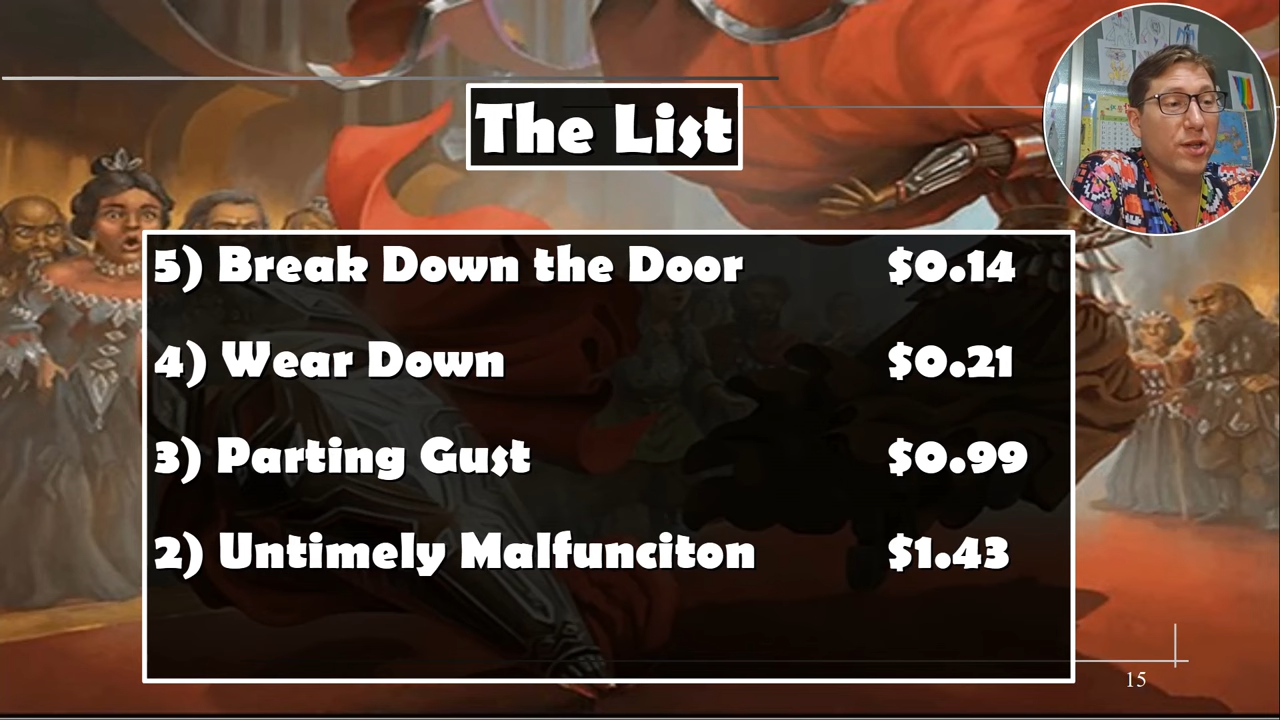 The List
5) Break Down the Door $0.14
4) Wear Down $0.21
3) Parting Gust $0.99
2) Untimely Malfunciton $1.43
15